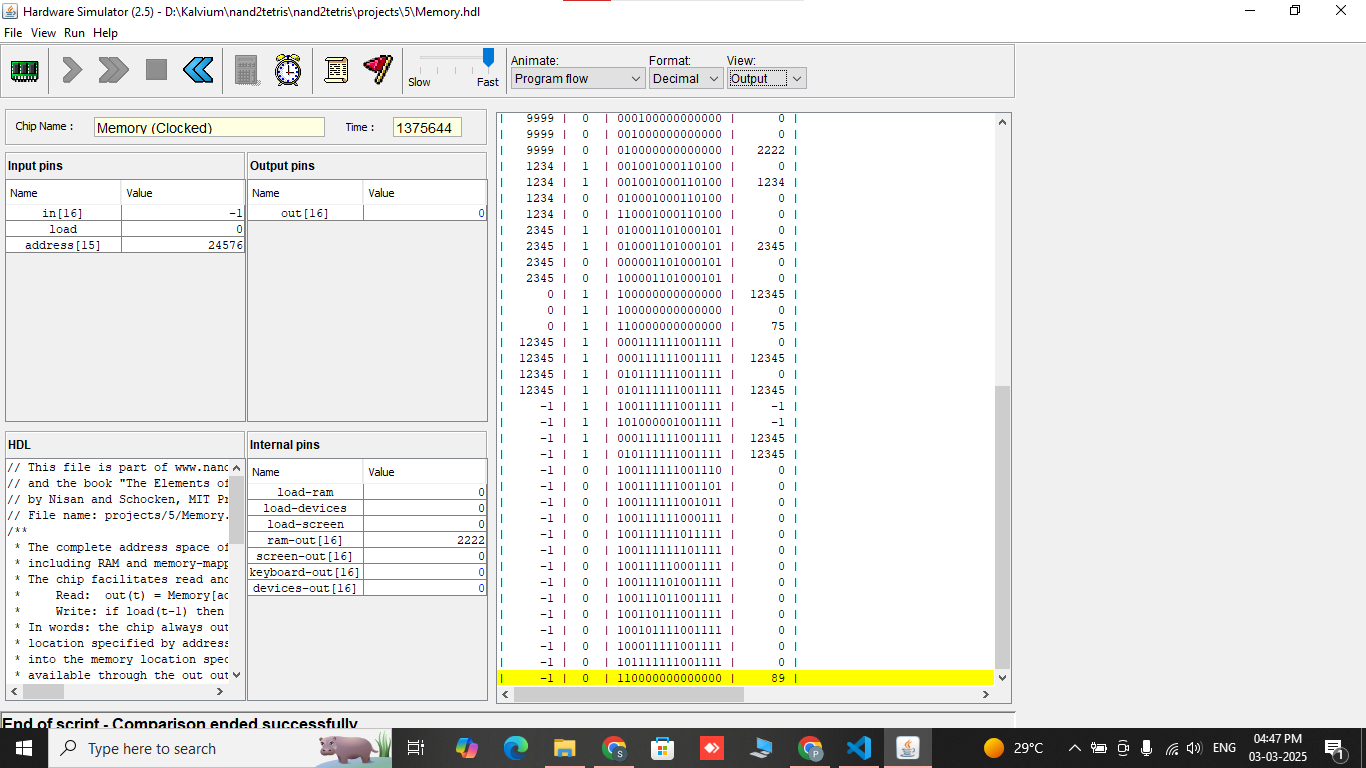 Hardware Simulator (2.5) - D:\Kalvium\nand2tetris\nand2tetris\projects\5\Memory.hdl
File View Run Help
Animate: Format: View:
Slow Fast Program flow Decimal Output
Chip Name : Memory (Clocked) Time : 1375644
Input pins
Name Value
in[16] -1
load 0
address[15] 24576
Output pins
Name Value
out[16] 0
HDL
// This file is part of www.nand
// and the book "The Elements of
// by Nisan and Schocken, MIT Pr
// File name: projects/5/Memory.
/**
* The complete address space of
* including RAM and memory-mapp
* The chip facilitates read and
* Read: out(t) = Memory[ad
* Write: if load(t-1) then
* In words: the chip always out
* location specified by address
* into the memory location spec
* available through the out out
Internal pins
Name Value
load-ram 0
load-devices 0
load-screen 0
ram-out[16] 2222
screen-out[16] 0
keyboard-out[16] 0
devices-out[16] 0
| 9999 | 0 | 000100000000000 | 0 |
| 9999 | 0 | 001000000000000 | 0 |
| 9999 | 0 | 010000000000000 | 2222 |
| 1234 | 1 | 001001000110100 | 0 |
| 1234 | 1 | 001001000110100 | 1234 |
| 1234 | 0 | 010001000110100 | 0 |
| 1234 | 0 | 110001000110100 | 0 |
| 2345 | 1 | 010001101000101 | 0 |
| 2345 | 1 | 010001101000101 | 2345 |
| 2345 | 0 | 000001101000101 | 0 |
| 2345 | 0 | 100001101000101 | 0 |
| 0 | 1 | 100000000000000 | 12345 |
| 0 | 1 | 100000000000000 | 0 |
| 0 | 1 | 110000000000000 | 75 |
| 12345 | 1 | 000111111001111 | 0 |
| 12345 | 1 | 000111111001111 | 12345 |
| 12345 | 1 | 010111111001111 | 0 |
| 12345 | 1 | 010111111001111 | 12345 |
| -1 | 1 | 100111111001111 | -1 |
| -1 | 1 | 101000001001111 | -1 |
| -1 | 1 | 000111111001111 | 12345 |
| -1 | 1 | 010111111001111 | 12345 |
| -1 | 0 | 100111111001110 | 0 |
| -1 | 0 | 100111111001101 | 0 |
| -1 | 0 | 100111111001011 | 0 |
| -1 | 0 | 100111111000111 | 0 |
| -1 | 0 | 100111111011111 | 0 |
| -1 | 0 | 100111111101111 | 0 |
| -1 | 0 | 100111110001111 | 0 |
| -1 | 0 | 100111101001111 | 0 |
| -1 | 0 | 100111011001111 | 0 |
| -1 | 0 | 100110111001111 | 0 |
| -1 | 0 | 100101111001111 | 0 |
| -1 | 0 | 100011111001111 | 0 |
| -1 | 0 | 101111111001111 | 0 |
| -1 | 0 | 110000000000000 | 89 |
End of script - Comparison ended successfully
Type here to search
29°C ENG 04:47 PM
03-03-2025
1